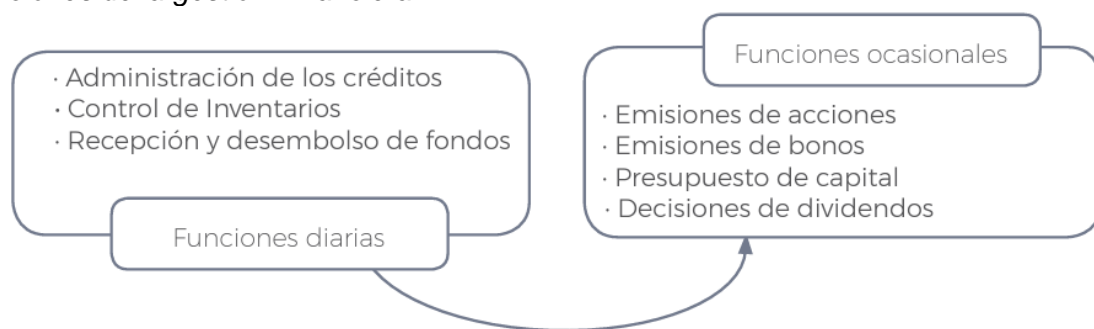 · Administración de los créditos
· Control de Inventarios
· Recepción y desembolso de fondos
Funciones diarias
Funciones ocasionales
· Emisiones de acciones
· Emisiones de bonos
· Presupuesto de capital
· Decisiones de dividendos